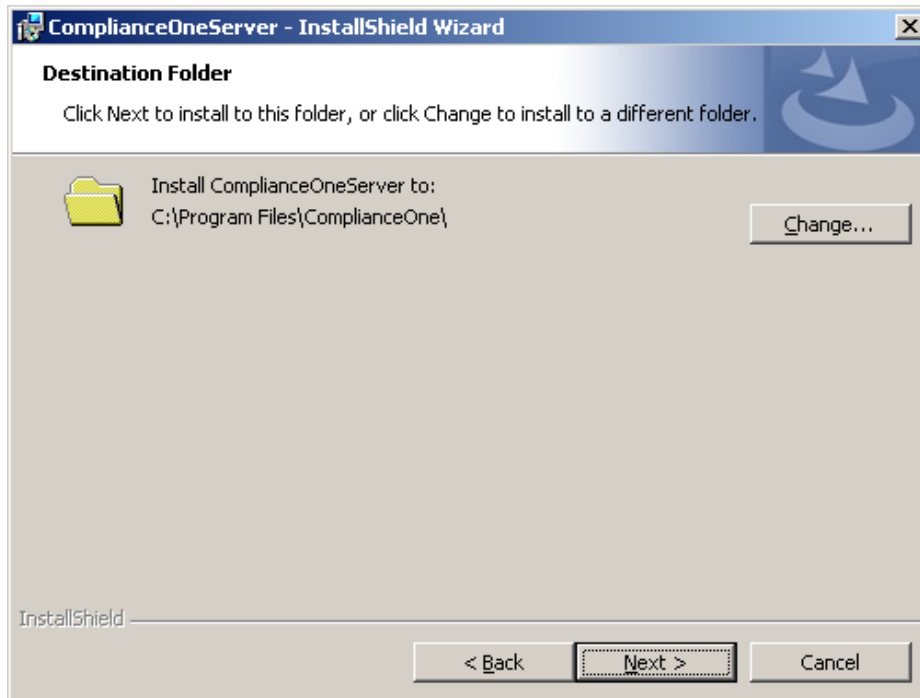 ComplianceOneServer - InstallShield Wizard
Destination Folder
Click Next to install to this folder, or click Change to install to a different folder.
Install ComplianceOneServer to:
C:\Program Files\ComplianceOne\
Change...
InstallShield
< Back
Next >
Cancel